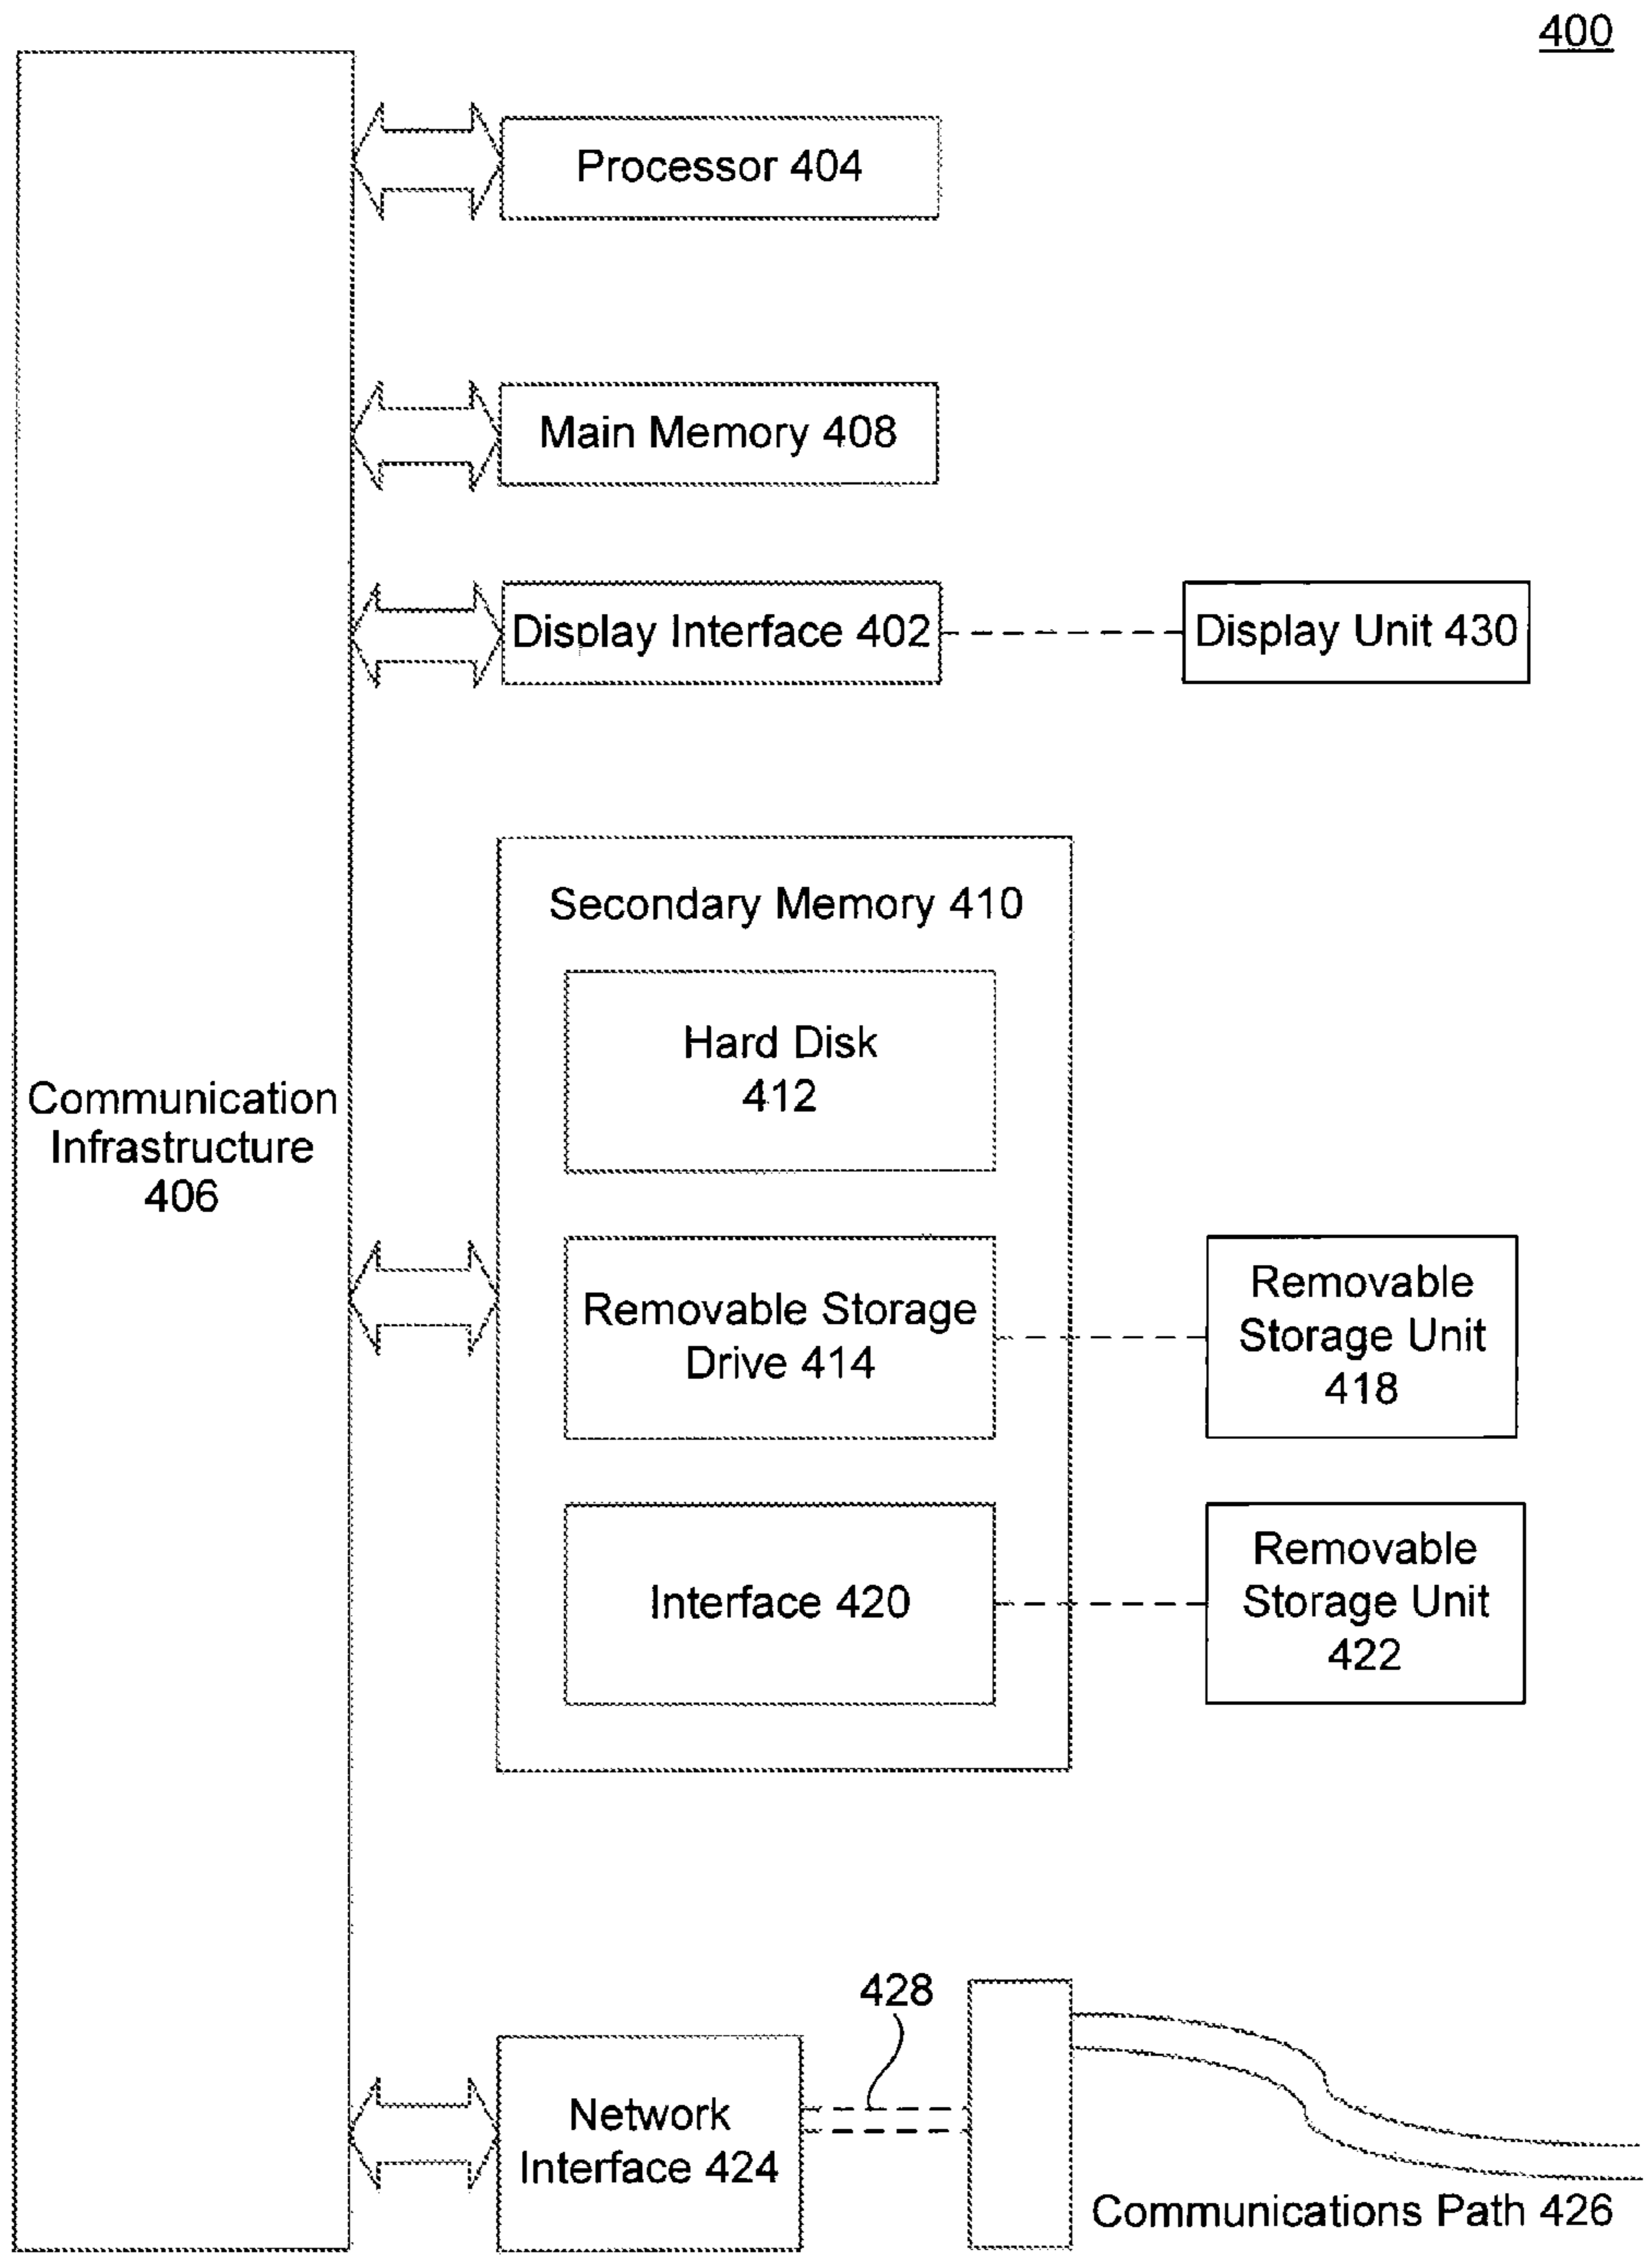 400
Processor 404
Main Memory 408
Display Interface 402
Display Unit 430
Secondary Memory 410
Hard Disk
412
Communication
Infrastructure
406
Removable Storage
Drive 414
Removable
Storage Unit
418
Interface 420
Removable
Storage Unit
422
428
Network
Interface 424
Communications Path 426